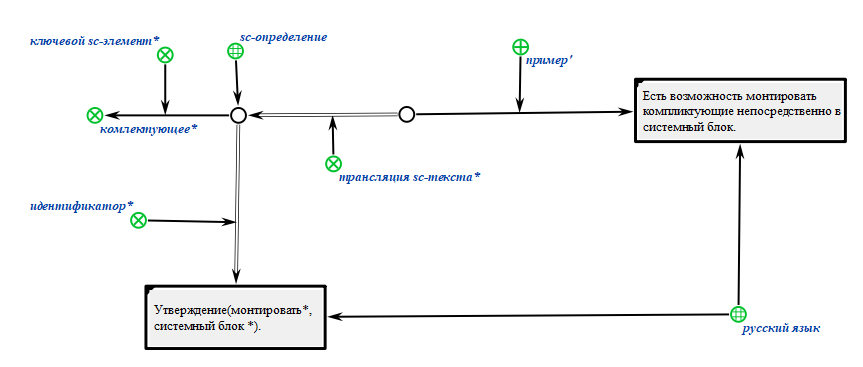 ключевой sc-элемент*
sc-определение
пример'
Есть возможность монтировать
компликтующие непосредственно в
системный блок.
комлектующее*
трансляция sc-текста*
идентификатор*
Утверждение(монтировать*,
системный блок *).
русский язык